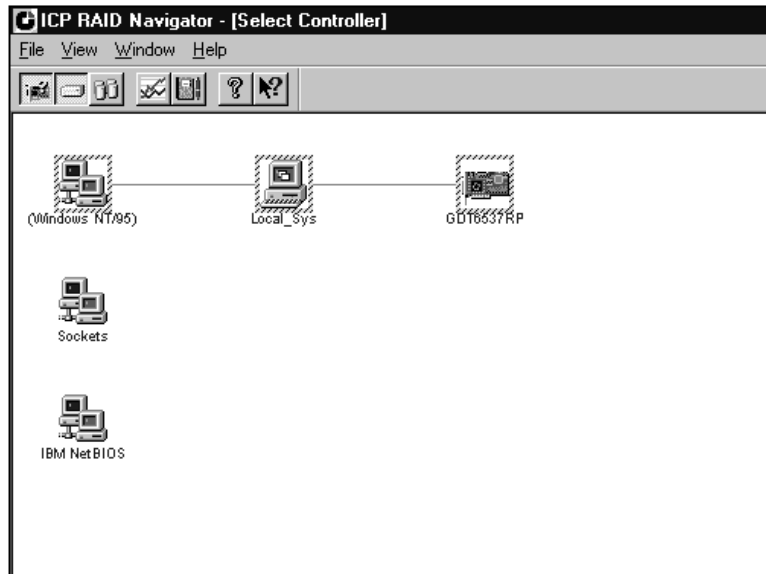 ICP RAID Navigator - [Select Controller]
File View Window Help
(Windows NT/95) Local_Sys GDT6537RP
Sockets
IBM NetBIOS